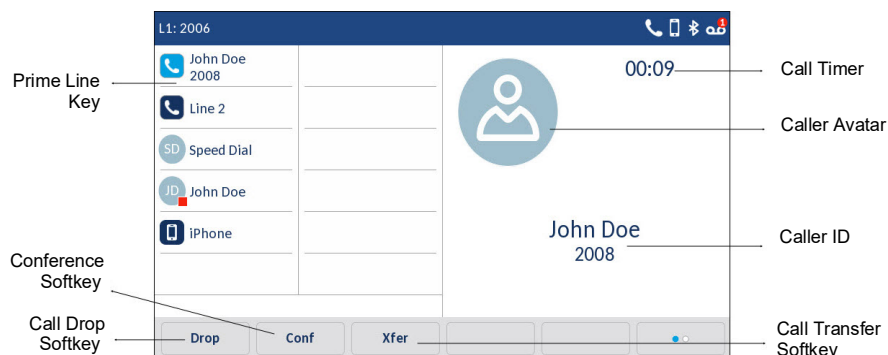 L1: 2006
1
John Doe
2008
Line 2
SD Speed Dial
JD John Doe
iPhone
00:09
John Doe
2008
Drop
Conf
Xfer
Prime Line
Key
Conference
Softkey
Call Drop
Softkey
Call Timer
Caller Avatar
Caller ID
Call Transfer
Softkey